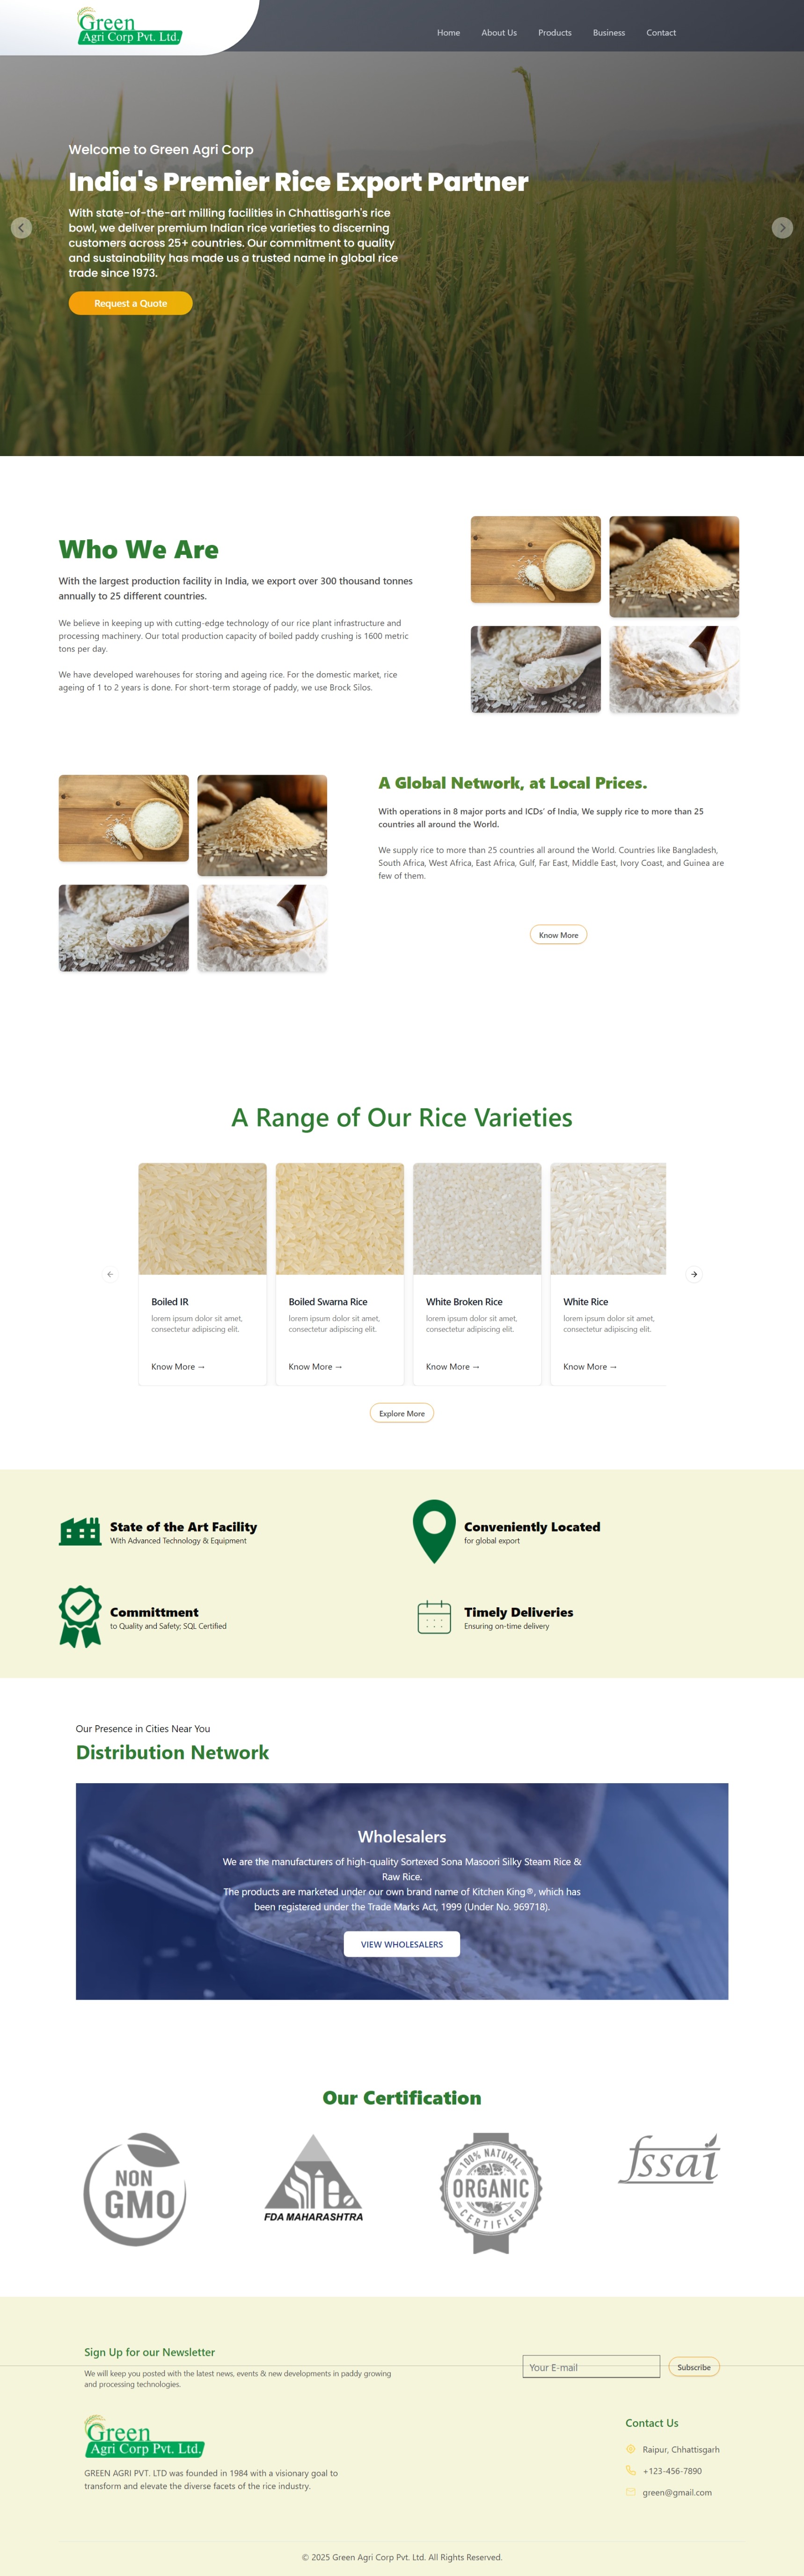 Green
Agri Corp Pvt. Ltd.
Home
About Us
Products
Business
Contact
Welcome to Green Agri Corp
India's Premier Rice Export Partner
With state-of-the-art milling facilities in Chhattisgarh's rice
bowl, we deliver premium Indian rice varieties to discerning
customers across 25+ countries. Our commitment to quality
and sustainability has made us a trusted name in global rice
trade since 1973.
Request a Quote
Who We Are
With the largest production facility in India, we export over 300 thousand tonnes
annually to 25 different countries.
We believe in keeping up with cutting-edge technology of our rice plant infrastructure and
processing machinery. Our total production capacity of boiled paddy crushing is 1600 metric
tons per day.
We have developed warehouses for storing and ageing rice. For the domestic market, rice
ageing of 1 to 2 years is done. For short-term storage of paddy, we use Brock Silos.
A Global Network, at Local Prices.
With operations in 8 major ports and ICDs' of India, We supply rice to more than 25
countries all around the World.
We supply rice to more than 25 countries all around the World. Countries like Bangladesh,
South Africa, West Africa, East Africa, Gulf, Far East, Middle East, Ivory Coast, and Guinea are
few of them.
Know More
A Range of Our Rice Varieties
Boiled IR
lorem ipsum dolor sit amet,
consectetur adipiscing elit.
Know More →
Boiled Swarna Rice
lorem ipsum dolor sit amet,
consectetur adipiscing elit.
Know More →
White Broken Rice
lorem ipsum dolor sit amet,
consectetur adipiscing elit.
Know More →
White Rice
lorem ipsum dolor sit amet,
consectetur adipiscing elit.
Know More →
Explore More
State of the Art Facility
With Advanced Technology & Equipment
Conveniently Located
for global export
Committment
to Quality and Safety; SQL Certified
Timely Deliveries
Ensuring on-time delivery
Our Presence in Cities Near You
Distribution Network
Wholesalers
We are the manufacturers of high-quality Sortexed Sona Masoori Silky Steam Rice &
Raw Rice.
The products are marketed under our own brand name of Kitchen King®, which has
been registered under the Trade Marks Act, 1999 (Under No. 969718).
VIEW WHOLESALERS
Our Certification
NON
GMO
FDA MAHARASHTRA
100% NATURAL
ORGANIC
CERTIFIED
fssai
Sign Up for our Newsletter
We will keep you posted with the latest news, events & new developments in paddy growing
and processing technologies.
Your E-mail
Subscribe
Green
Agri Corp Pvt. Ltd.
GREEN AGRI PVT. LTD was founded in 1984 with a visionary goal to
transform and elevate the diverse facets of the rice industry.
Contact Us
Raipur, Chhattisgarh
+123-456-7890
green@gmail.com
© 2025 Green Agri Corp Pvt. Ltd. All Rights Reserved.